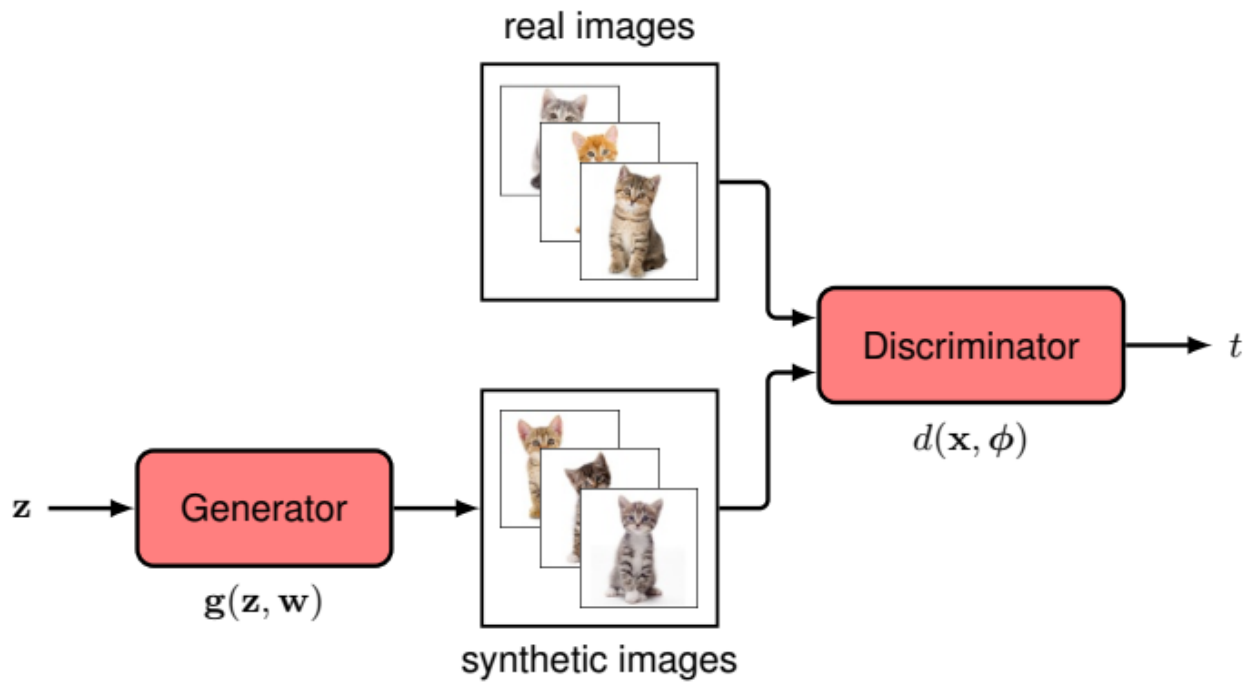 real images
Discriminator
t
d(x, ϕ)
z
Generator
g(z, w)
synthetic images